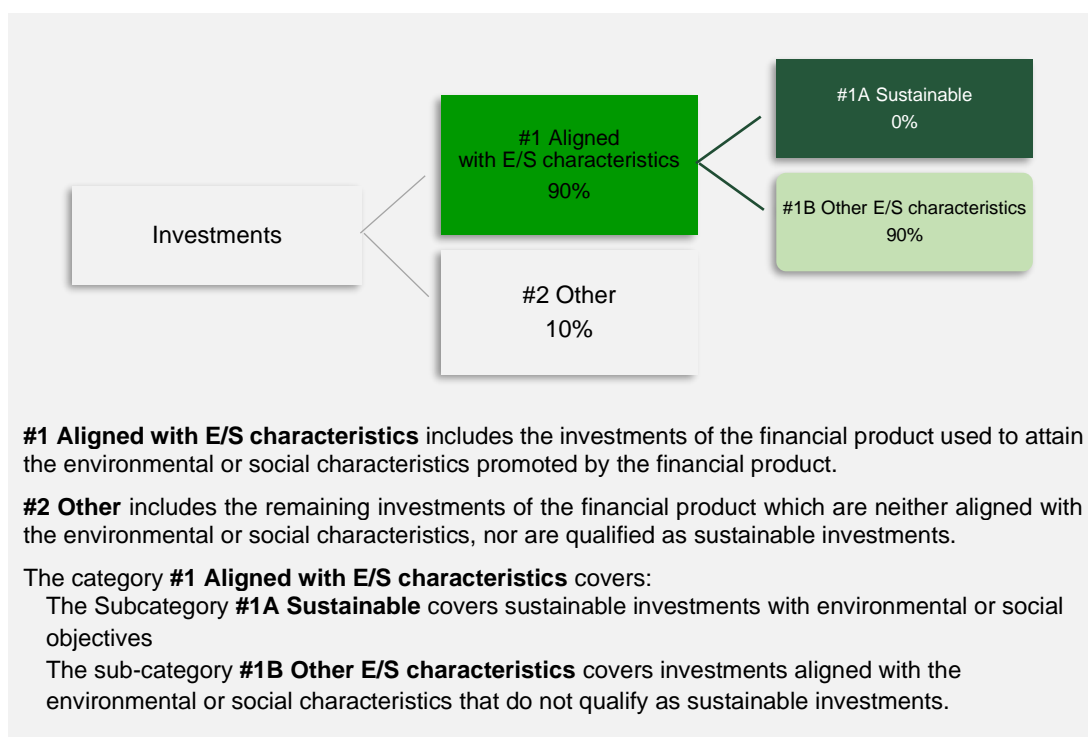 #1A Sustainable
0%
#1 Aligned
with E/S characteristics
90%
#1B Other E/S characteristics
90%
Investments
#2 Other
10%
#1 Aligned with E/S characteristics includes the investments of the financial product used to attain
the environmental or social characteristics promoted by the financial product.
#2 Other includes the remaining investments of the financial product which are neither aligned with
the environmental or social characteristics, nor are qualified as sustainable investments.
The category #1 Aligned with E/S characteristics covers:
The Subcategory #1A Sustainable covers sustainable investments with environmental or social
objectives
The sub-category #1B Other E/S characteristics covers investments aligned with the
environmental or social characteristics that do not qualify as sustainable investments.